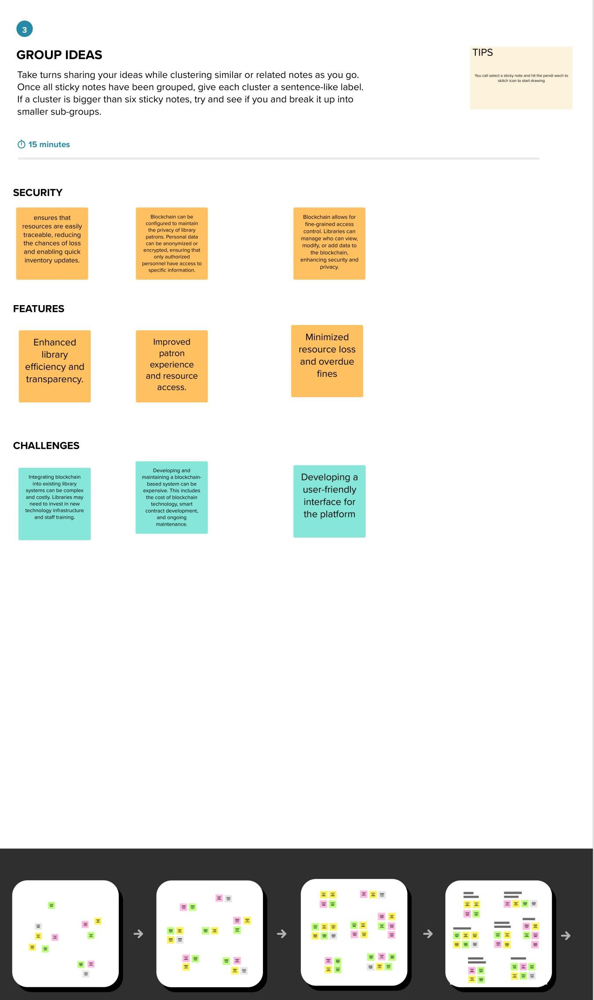 3
GROUP IDEAS
Take turns sharing your ideas while clustering similar or related notes as you go.
Once all sticky notes have been grouped, give each cluster a sentence-like label.
If a cluster is bigger than six sticky notes, try and see if you and break it up into
smaller sub-groups.
15 minutes
TIPS
You call select a stitcky note and hit the pendi wech to
skitch icon to start drawing
SECURITY
ensures that
resources are easily
traceable, reducing
the chances of loss
and enabling quick
inventory updates.
Blockchain can be
configured to maintain
the privacy of library
patrons. Personal data
can be anonymized or
encrypted, ensuring that
only authorized
personnel have access to
specific information.
Blockchain allows for
fine-grained access
control. Libraries can
manage who can view,
modify, or add data to
the blockchain,
enhancing security and
privacy.
FEATURES
Enhanced
library
efficiency and
transparency.
Improved
patron
experience
and resource
access.
Minimized
resource loss
and overdue
fines
CHALLENGES
Integrating blockchain
into existing library
systems can be complex
and costly. Libraries may
need to invest in new
technology infrastructure
and staff training.
Developing and
maintaining a blockchain-
based system can be
expensive. This includes
the cost of blockchain
technology, smart
contract development,
and ongoing
maintenance.
Developing a
user-friendly
interface for
the platform